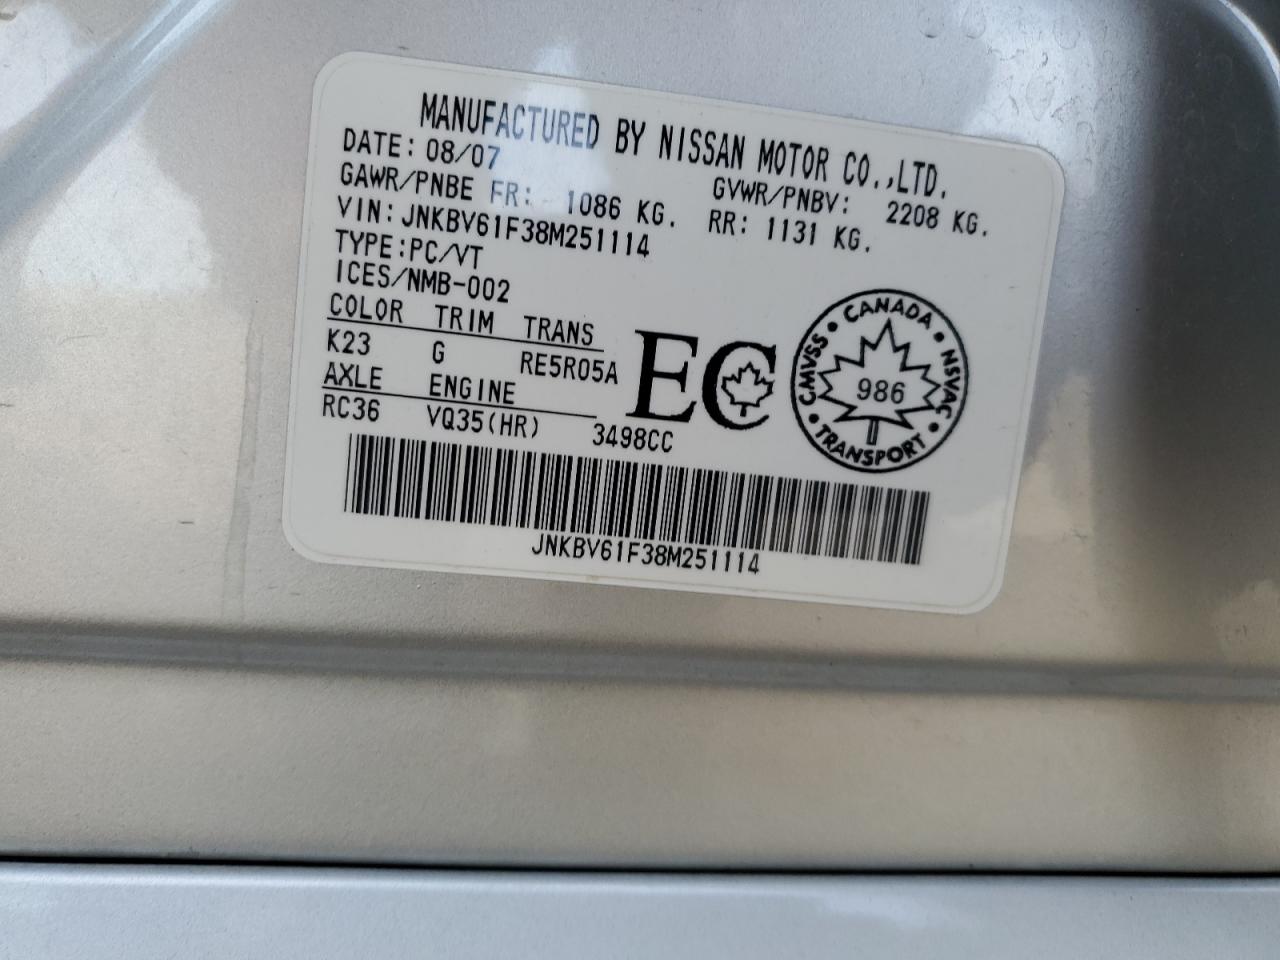 MANUFACTURED BY NISSAN MOTOR CO.,LTD.
DATE: 08/07 GVWR/PNBV: 2208 KG.
GAWR/PNBE FR: 1086 KG. RR: 1131 KG.
VIN: JNKBV61F38M251114
TYPE:PC/VT
ICES/NMB-002
COLOR TRIM TRANS
K23 G RE5R05A
AXLE ENGINE
RC36 VQ35(HR) 3498CC
EC
CANADA • NSVAC • TRANSPORT • CMVSS •
986
JNKBV61F38M251114